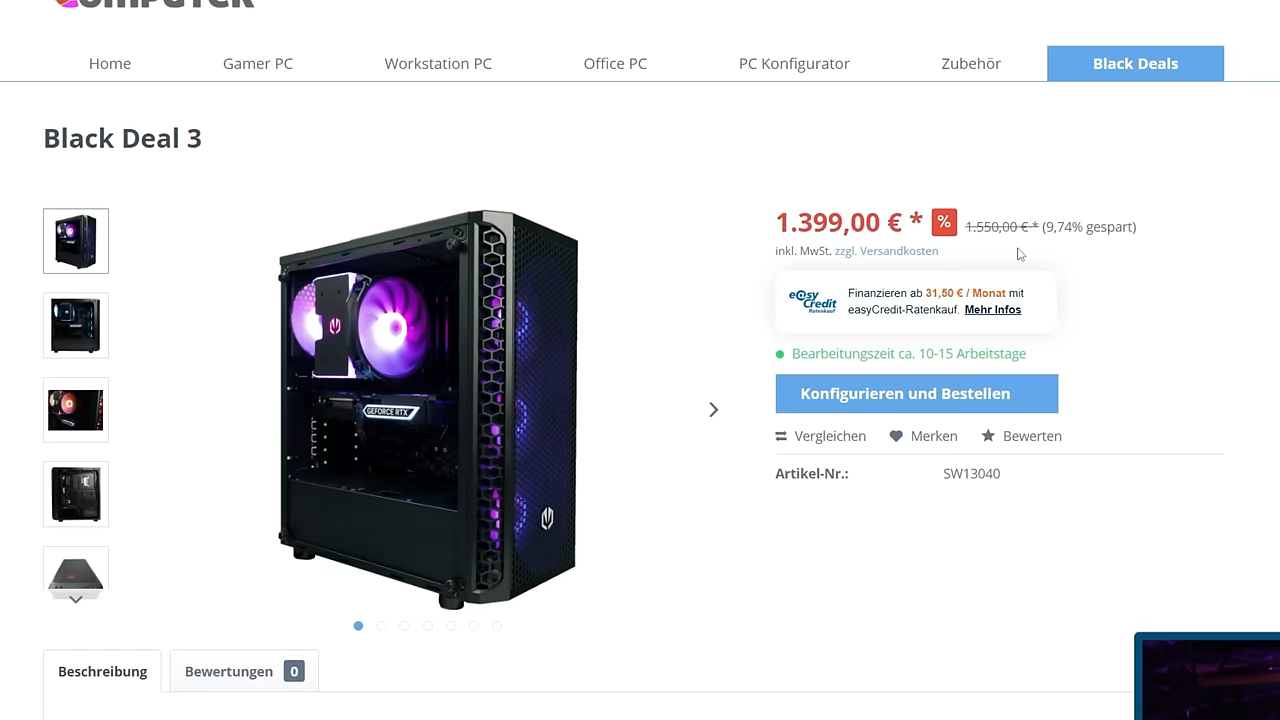 Home Gamer PC Workstation PC Office PC PC Konfigurator Zubehör Black Deals
Black Deal 3
1.399,00 € * % 1.550,00 € * (9,74% gespart)
inkl. MwSt. zzgl. Versandkosten
easy Credit Ratenkauf
Finanzieren ab 31,50 € / Monat mit
easyCredit-Ratenkauf. Mehr Infos
Bearbeitungszeit ca. 10-15 Arbeitstage
Konfigurieren und Bestellen
Vergleichen Merken Bewerten
Artikel-Nr.: SW13040
GEFORCE RTX
Beschreibung Bewertungen 0